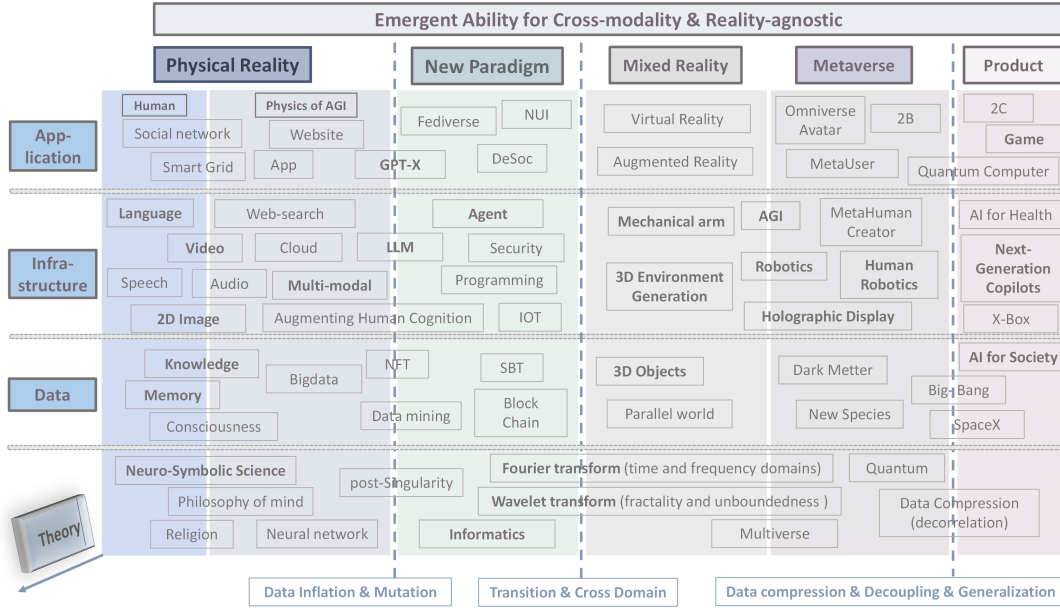 Emergent Ability for Cross-modality & Reality-agnostic
Physical Reality
New Paradigm
Mixed Reality
Metaverse
Product
App-
lication
Human
Physics of AGI
Social network
Website
Smart Grid
App
GPT-X
Fediverse
NUI
DeSoc
Virtual Reality
Augmented Reality
Omniverse
Avatar
2B
MetaUser
2C
Game
Quantum Computer
Infra-
structure
Language
Web-search
Video
Cloud
LLM
Speech
Audio
Multi-modal
2D Image
Augmenting Human Cognition
Agent
Security
Programming
IOT
Mechanical arm
AGI
MetaHuman
Creator
3D Environment
Generation
Robotics
Human
Robotics
Holographic Display
AI for Health
Next-
Generation
Copilots
X-Box
Data
Knowledge
Bigdata
NFT
Memory
Data mining
Consciousness
SBT
Block
Chain
3D Objects
Parallel world
Dark Metter
New Species
AI for Society
Big- Bang
SpaceX
Theory
Neuro-Symbolic Science
Philosophy of mind
Religion
Neural network
post-Singularity
Fourier transform (time and frequency domains)
Wavelet transform (fractality and unboundedness )
Informatics
Multiverse
Quantum
Data Compression
(decorrelation)
Data Inflation & Mutation
Transition & Cross Domain
Data compression & Decoupling & Generalization